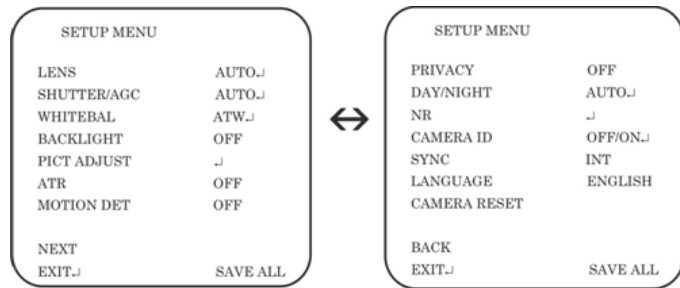 SETUP MENU
LENS AUTO↵
SHUTTER/AGC AUTO↵
WHITEBAL ATW↵
BACKLIGHT OFF
PICT ADJUST ↵
ATR OFF
MOTION DET OFF
NEXT
EXIT↵ SAVE ALL
SETUP MENU
PRIVACY OFF
DAY/NIGHT AUTO↵
NR ↵
CAMERA ID OFF/ON↵
SYNC INT
LANGUAGE ENGLISH
CAMERA RESET
BACK
EXIT↵ SAVE ALL